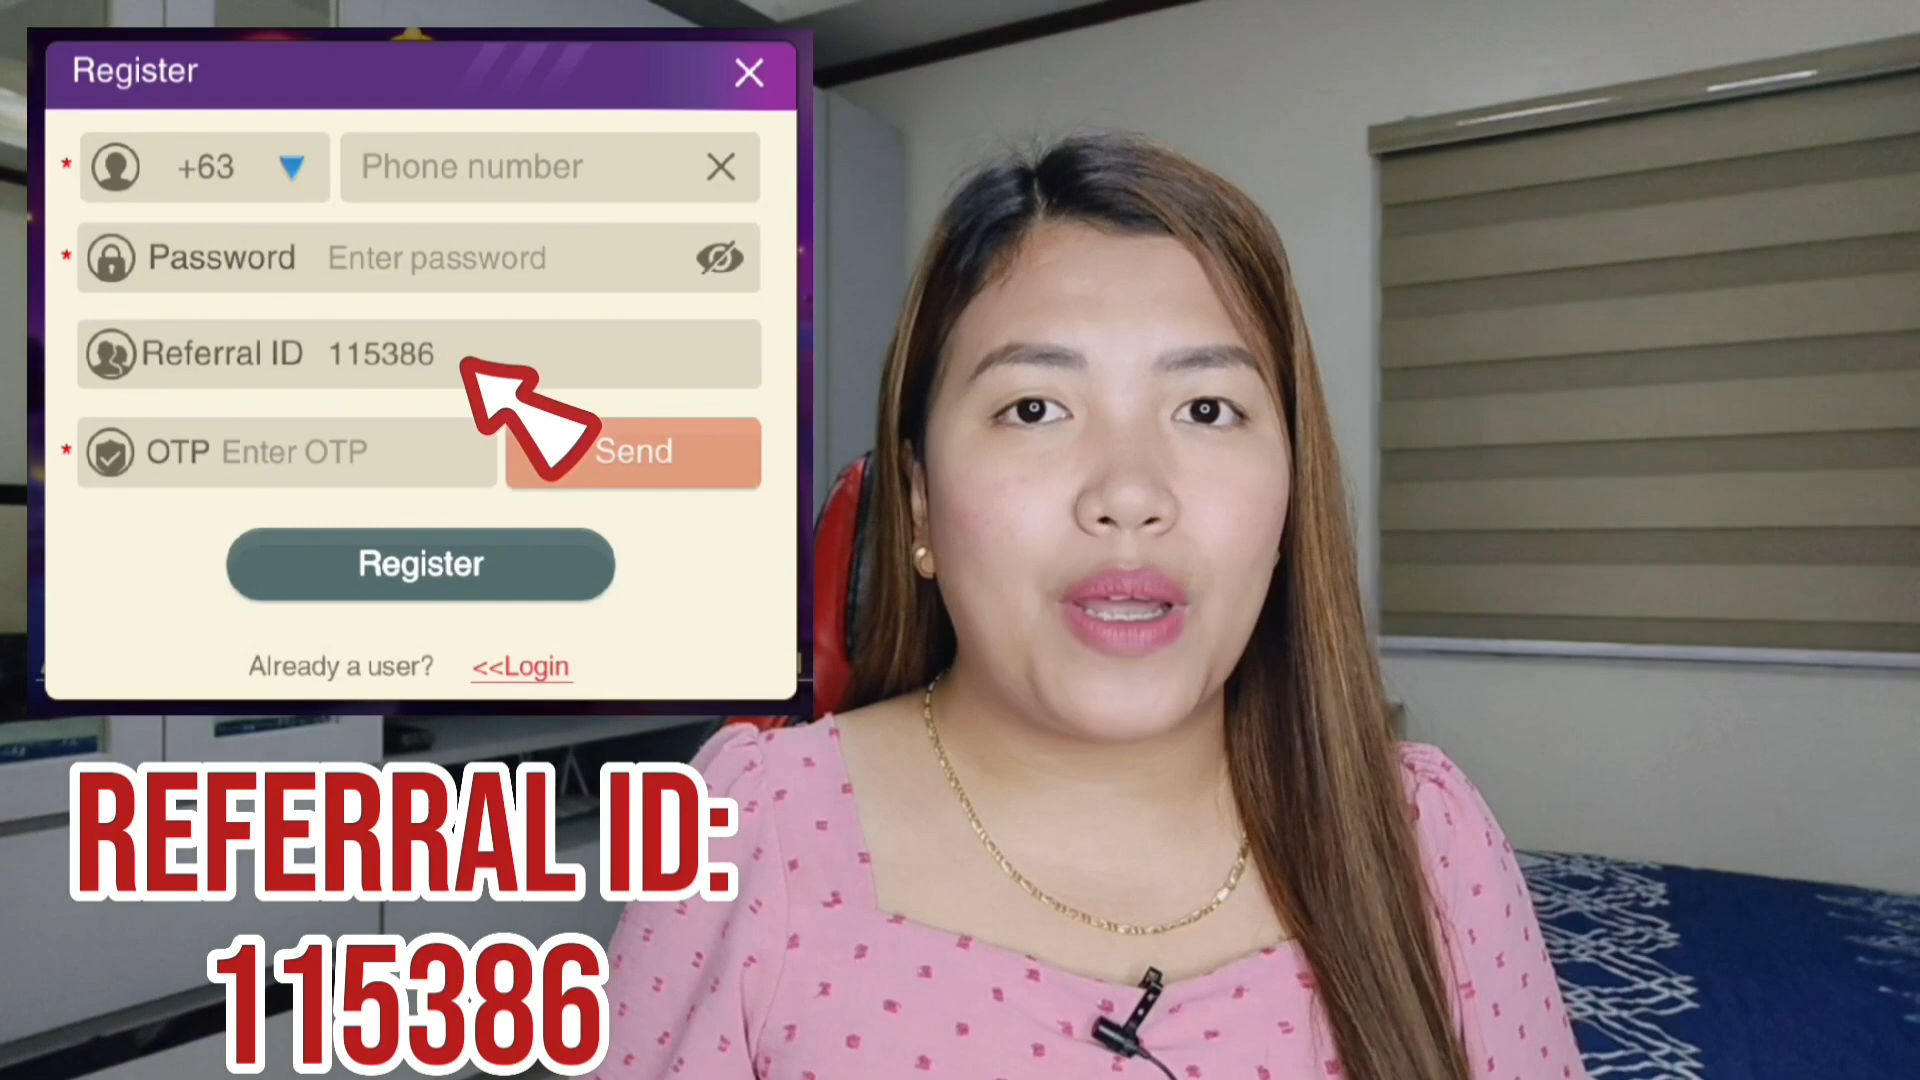 Register
* +63 Phone number
* Password Enter password
Referral ID 115386
* OTP Enter OTP Send
Register
Already a user? <<Login
REFERRAL ID:
115386